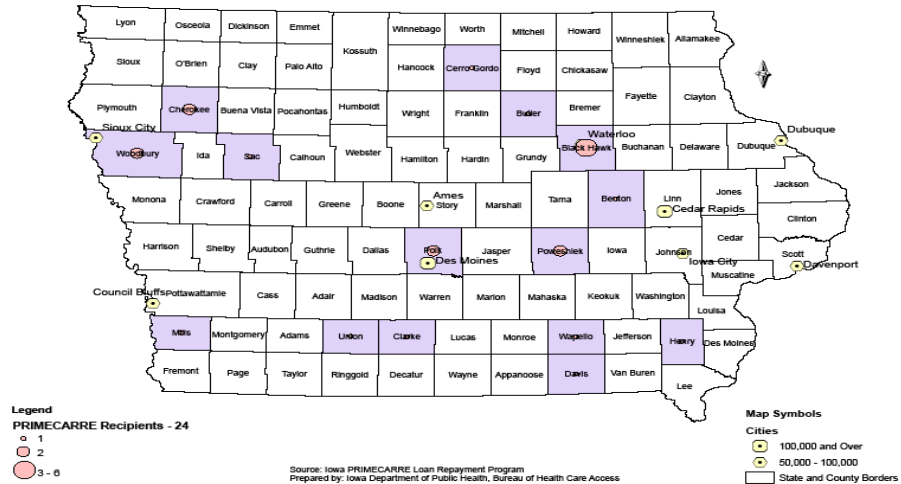 Lyon Osceola Dickinson Emmet Winnebago Worth Mitchell Howard
Kossuth Winneshiek Allamakee
Sioux O'Brien Clay Palo Alto Hancock Cerro Gordo Floyd Chickasaw
Plymouth Cherokee Buena Vista Pocahontas Humboldt Wright Franklin Butler Bremer Fayette Clayton
Sioux City Waterloo Dubuque
Woodbury Ida Sac Calhoun Webster Hamilton Hardin Grundy Black Hawk Buchanan Delaware Dubuque
Monona Crawford Carroll Greene Boone Ames Story Marshall Tama Benton Linn Jones Jackson
Cedar Rapids
Clinton
Harrison Shelby Audubon Guthrie Dallas Polk Jasper Poweshiek Iowa Johnson Cedar Scott
Des Moines Iowa City Davenport
Muscatine
Council Bluffs Pottawattamie Cass Adair Madison Warren Marion Mahaska Keokuk Washington
Louisa
Mills Montgomery Adams Union Clarke Lucas Monroe Wapello Jefferson Henry Des Moines
Fremont Page Taylor Ringgold Decatur Wayne Appanoose Davis Van Buren
Lee
Legend
PRIMECARRE Recipients - 24
1
2
3 - 6
Source: Iowa PRIMECARRE Loan Repayment Program
Prepared by: Iowa Department of Public Health, Bureau of Health Care Access
Map Symbols
Cities
100,000 and Over
50,000 - 100,000
State and County Borders